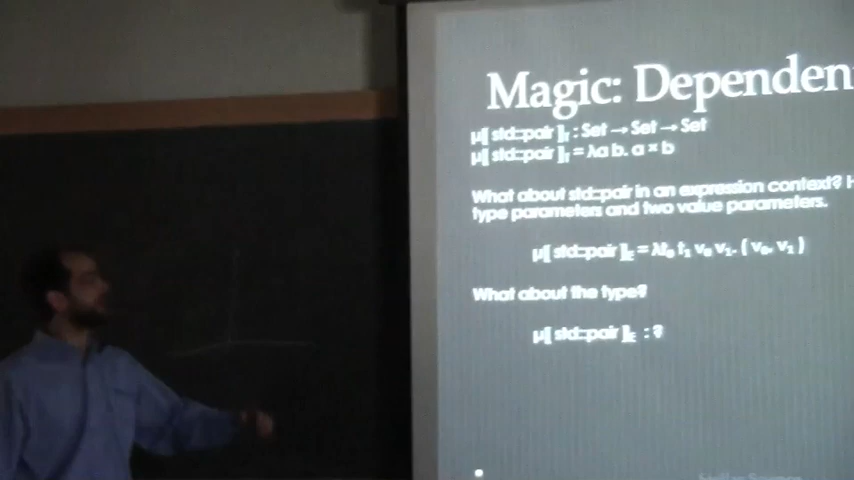 Magic: Dependen
μ⟦ std::pair ⟧T : Set → Set → Set
μ⟦ std::pair ⟧T = λa b. a × b
What about std::pair in an expression context? H
type parameters and two value parameters.
μ⟦ std::pair ⟧E = λt₀ t₁ v₀ v₁. ( v₀, v₁ )
What about the type?
μ⟦ std::pair ⟧E : ?